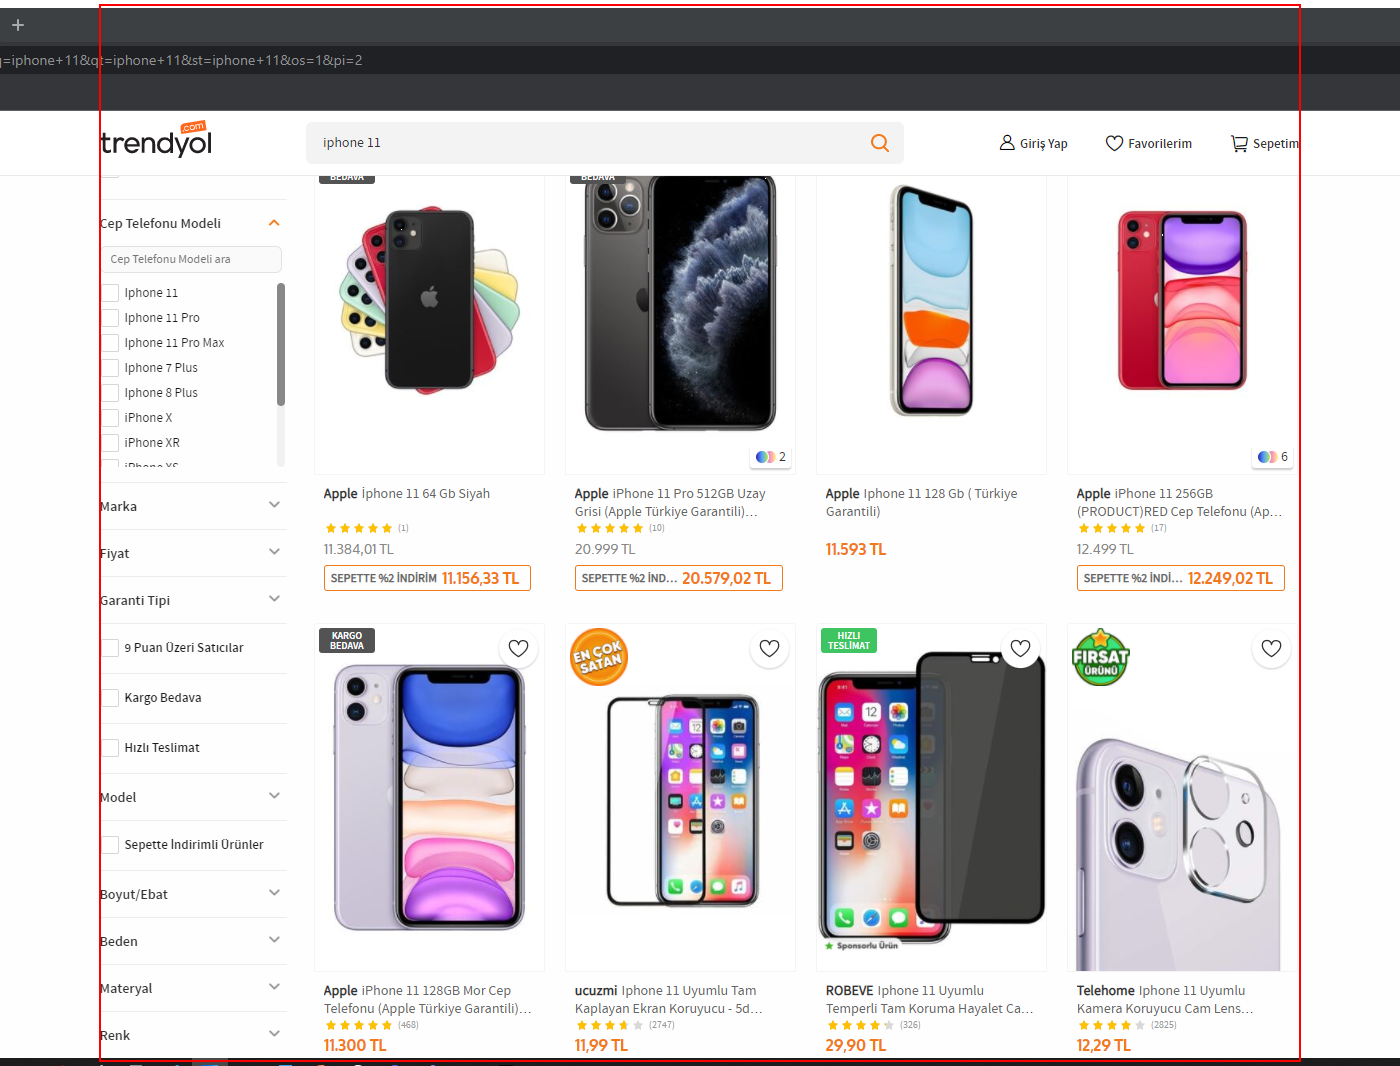 q=iphone+11&qt=iphone+11&st=iphone+11&os=1&pi=2
trendyol
.com
iphone 11
Giriş Yap
Favorilerim
Sepetim
Cep Telefonu Modeli
Cep Telefonu Modeli ara
Iphone 11
Iphone 11 Pro
Iphone 11 Pro Max
Iphone 7 Plus
Iphone 8 Plus
iPhone X
iPhone XR
iPhone XS
Marka
Fiyat
Garanti Tipi
9 Puan Üzeri Satıcılar
Kargo Bedava
Hızlı Teslimat
Model
Sepette İndirimli Ürünler
Boyut/Ebat
Beden
Materyal
Renk
BEDAVA
Apple İphone 11 64 Gb Siyah
(1)
11.384,01 TL
SEPETTE %2 İNDİRİM 11.156,33 TL
BEDAVA
2
Apple iPhone 11 Pro 512GB Uzay
Grisi (Apple Türkiye Garantili)...
(10)
20.999 TL
SEPETTE %2 İND... 20.579,02 TL
Apple Iphone 11 128 Gb ( Türkiye
Garantili)
11.593 TL
6
Apple iPhone 11 256GB
(PRODUCT)RED Cep Telefonu (Ap...
(17)
12.499 TL
SEPETTE %2 İNDİ... 12.249,02 TL
KARGO
BEDAVA
Apple iPhone 11 128GB Mor Cep
Telefonu (Apple Türkiye Garantili)...
(468)
11.300 TL
EN ÇOK
SATAN
ucuzmi Iphone 11 Uyumlu Tam
Kaplayan Ekran Koruyucu - 5d...
(2747)
11,99 TL
HIZLI
TESLİMAT
12
Sponsorlu Ürün
ROBEVE Iphone 11 Uyumlu
Temperli Tam Koruma Hayalet Ca...
(326)
29,90 TL
FIRSAT
ÜRÜNÜ
Telehome Iphone 11 Uyumlu
Kamera Koruyucu Cam Lens...
(2825)
12,29 TL